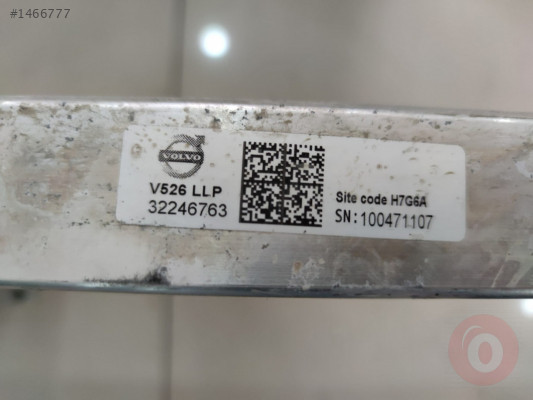 #1466777
VOLVO
V526 LLP
32246763
Site code H7G6A
SN:100471107